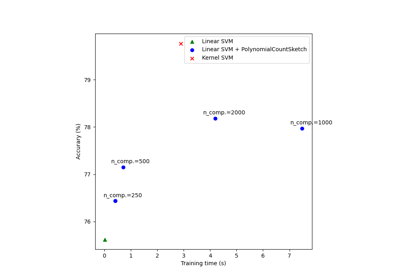 Linear SVM
Linear SVM + PolynomialCountSketch
Kernel SVM
79
78
77
76
Accurary (%)
n_comp.=2000
n_comp.=1000
n_comp.=500
n_comp.=250
0 1 2 3 4 5 6 7
Training time (s)